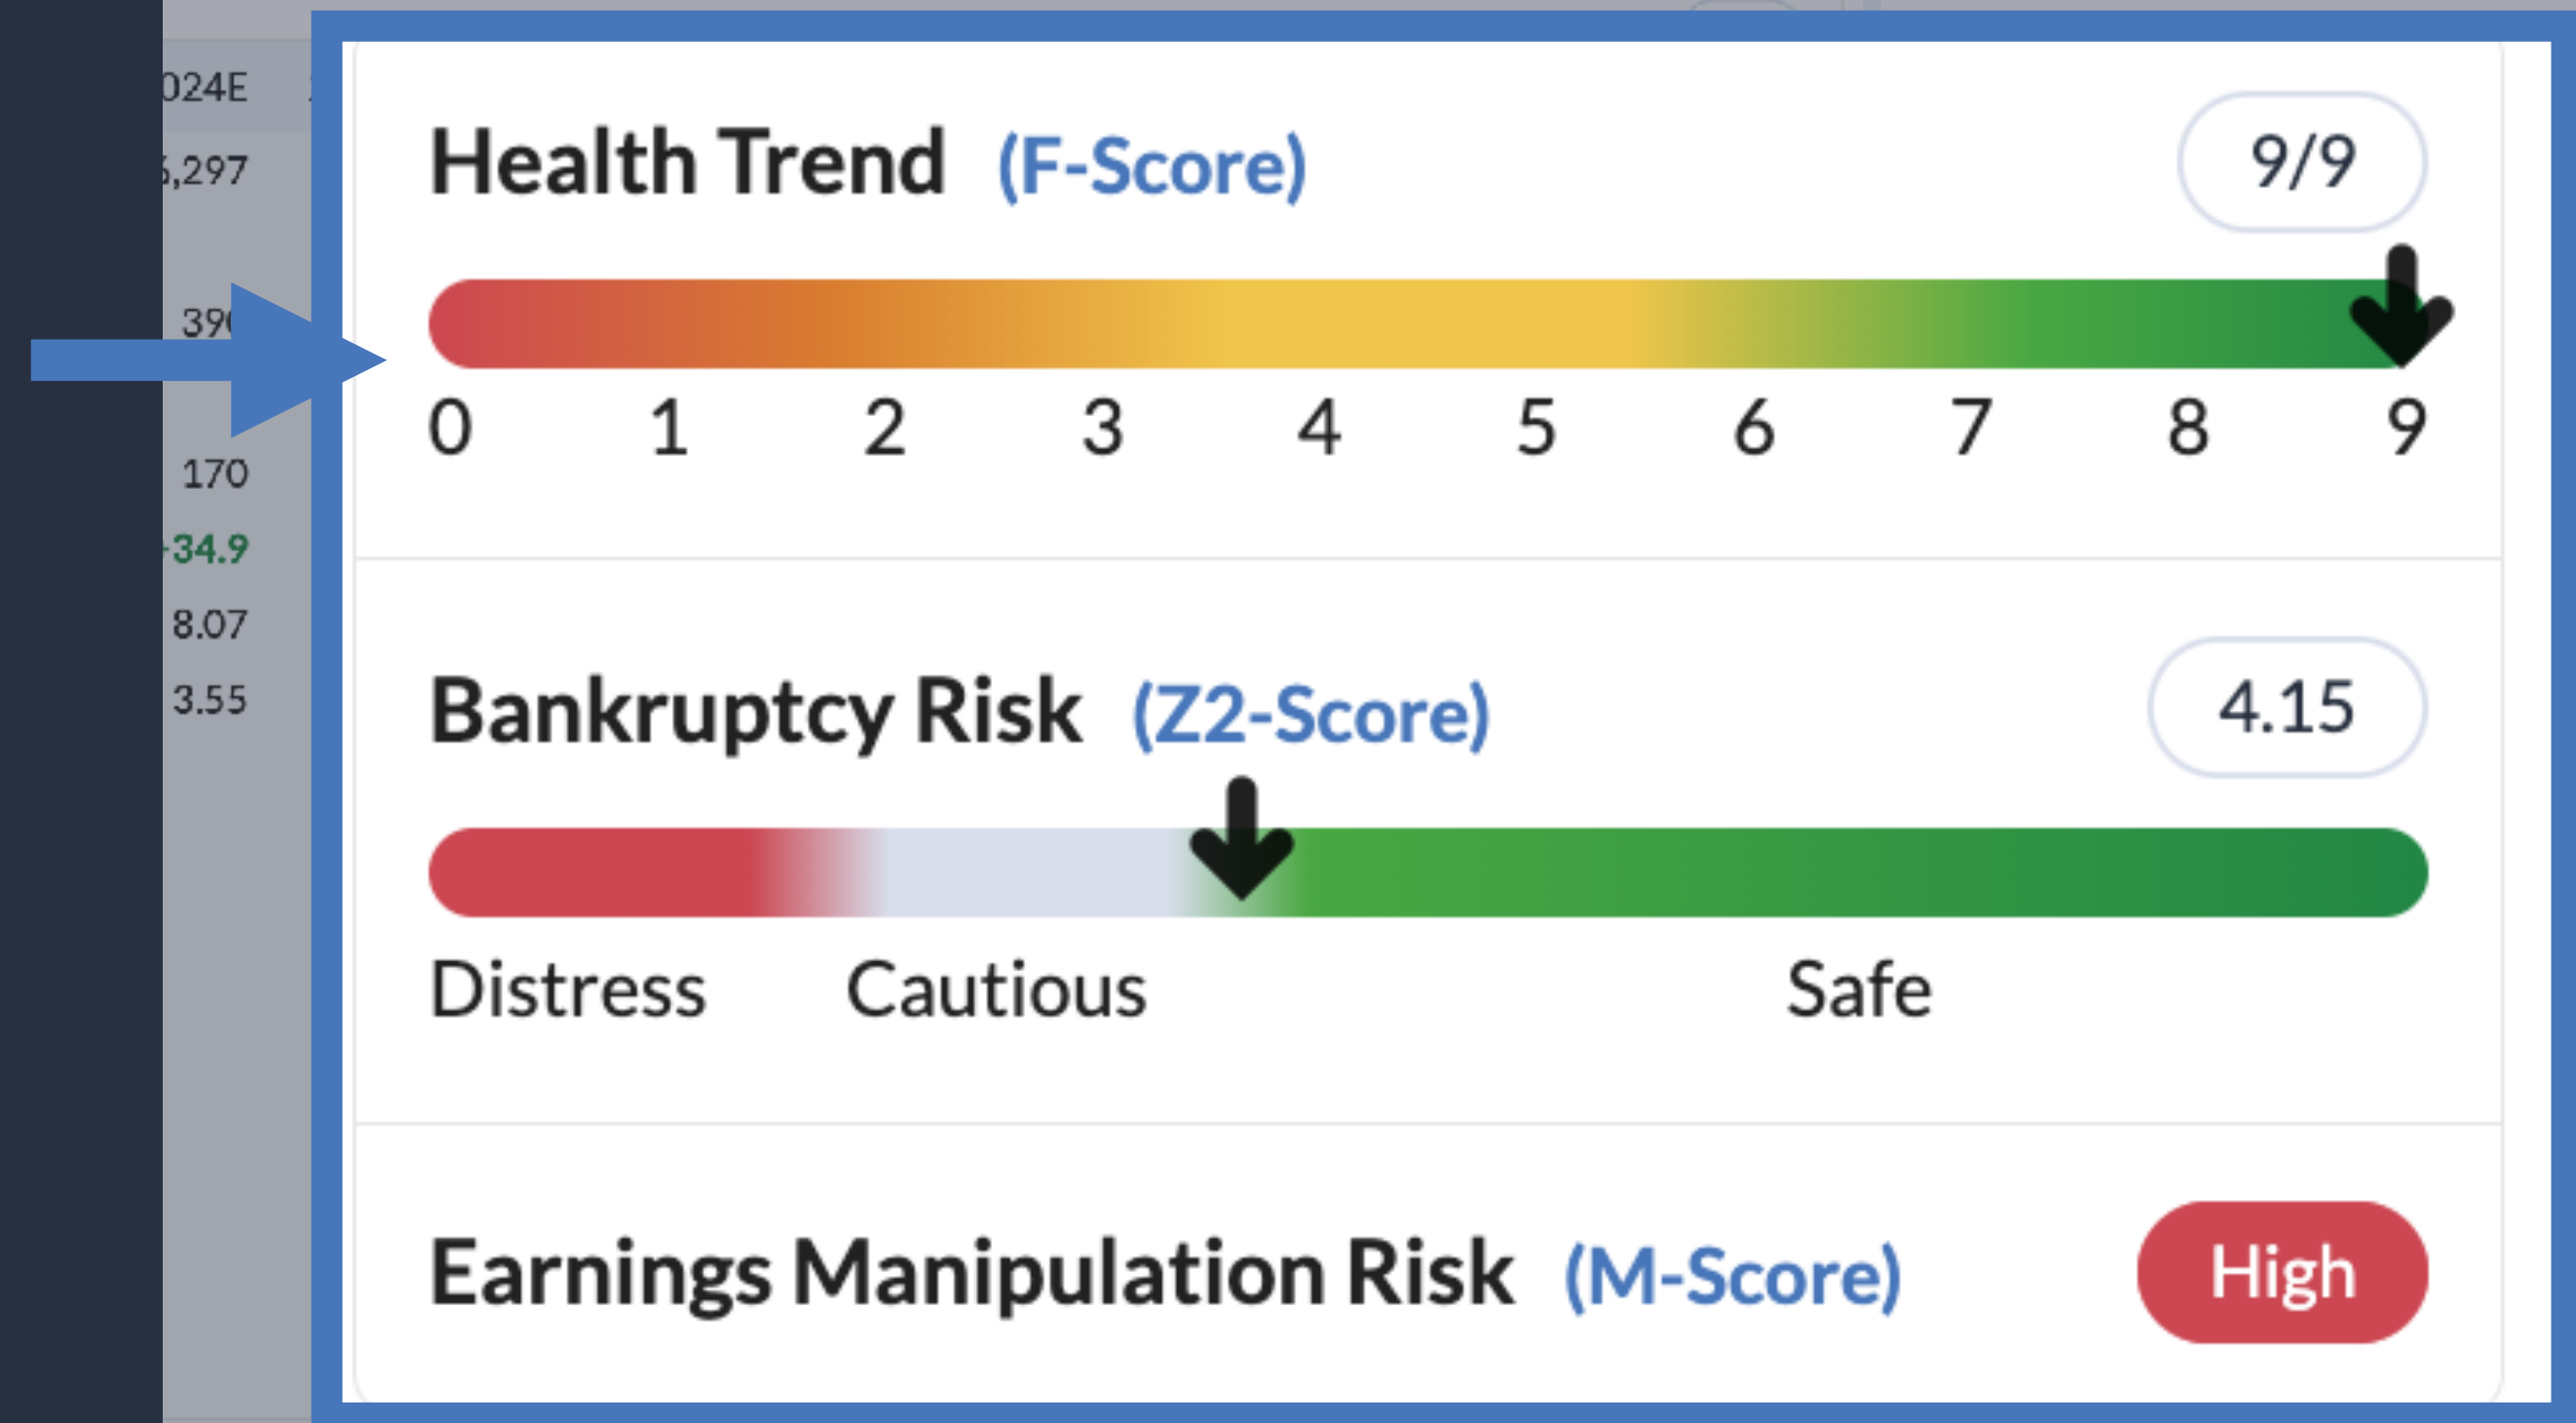 024E
6,297
170
+34.9
8.07
3.55
Health Trend (F-Score)
9/9
0 1 2 3 4 5 6 7 8 9
Bankruptcy Risk (Z2-Score)
4.15
Distress Cautious Safe
Earnings Manipulation Risk (M-Score)
High